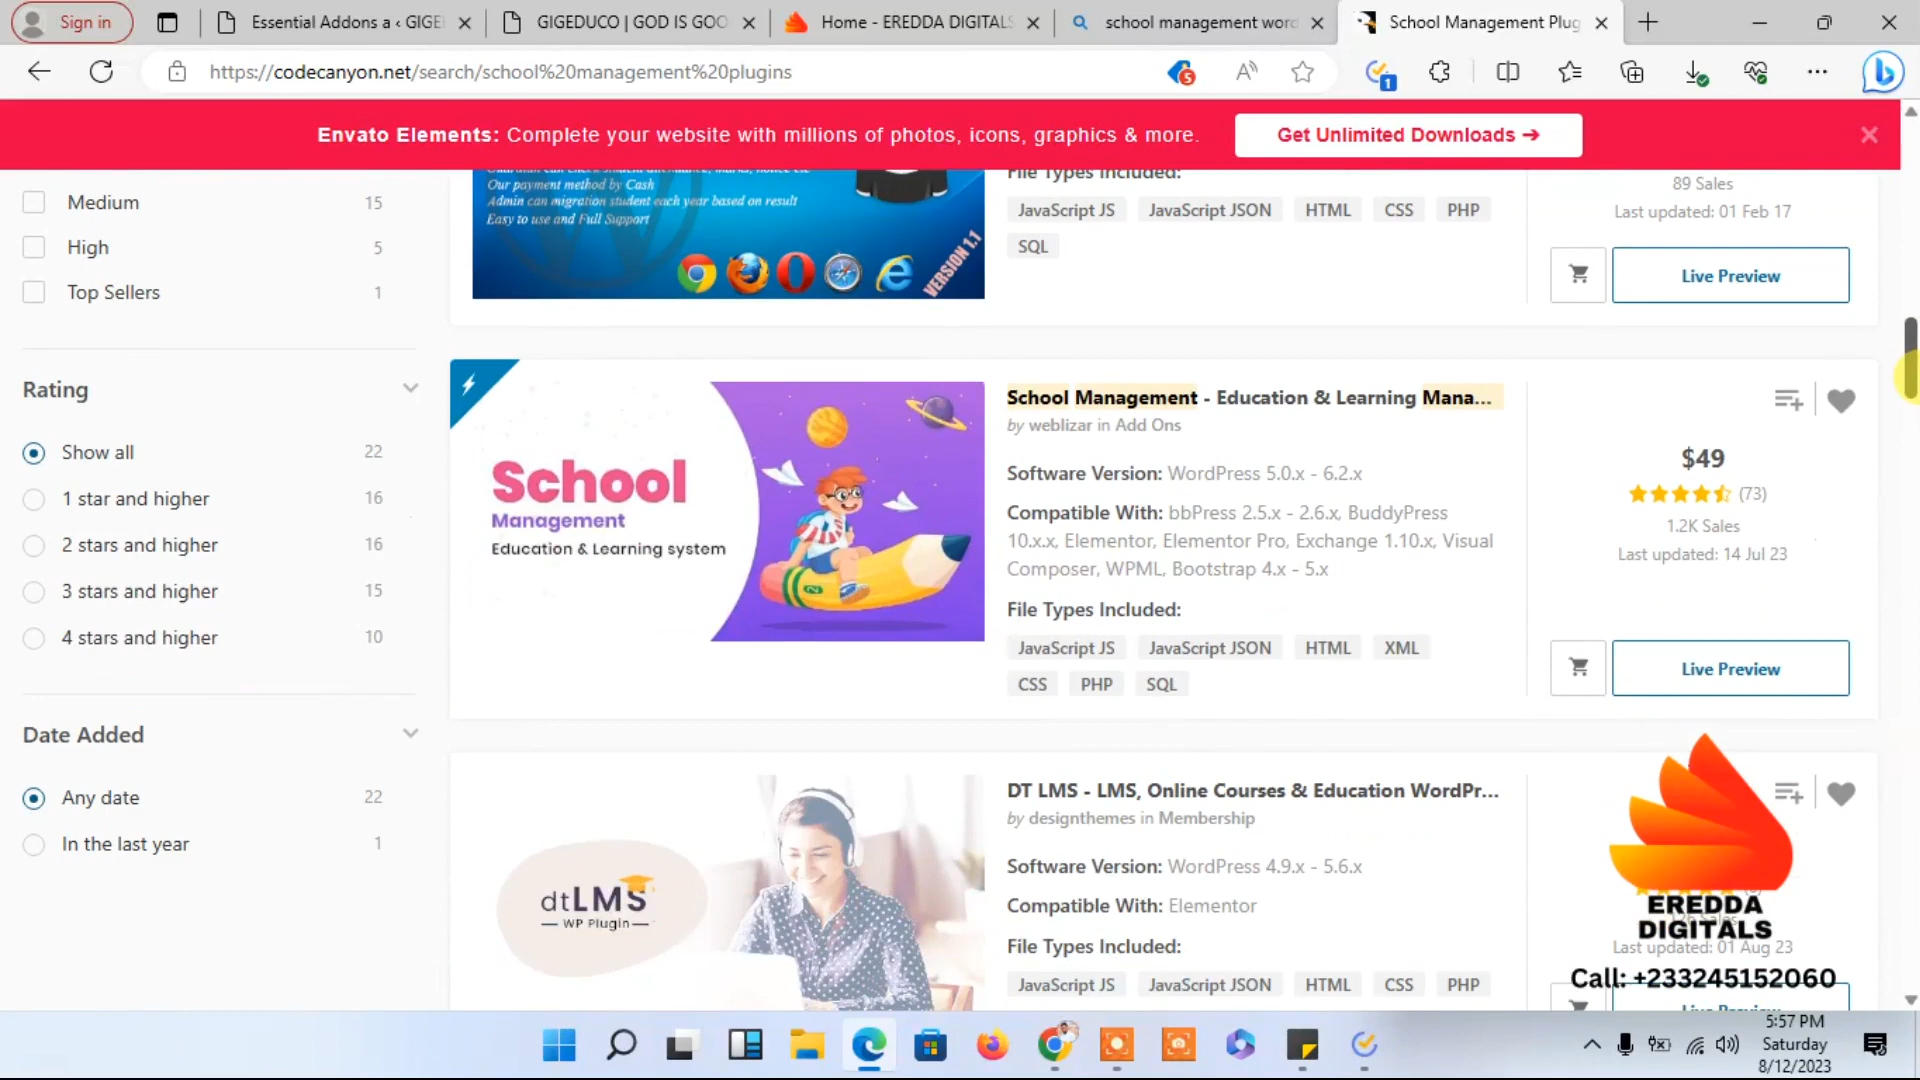 Sign in
Essential Addons a ‹ GIGE
GIGEDUCO | GOD IS GOO
Home - EREDDA DIGITALS
school management word
School Management Plug
https://codecanyon.net/search/school%20management%20plugins
5
1
Envato Elements: Complete your website with millions of photos, icons, graphics & more.
Get Unlimited Downloads →
Medium 15
High 5
Top Sellers 1
Rating
Show all 22
1 star and higher 16
2 stars and higher 16
3 stars and higher 15
4 stars and higher 10
Date Added
Any date 22
In the last year 1
Our payment method by Cash
Admin can migration student each year based on result
Easy to use and Full Support
VERSION 1.1
File Types Included:
JavaScript JS JavaScript JSON HTML CSS PHP
SQL
89 Sales
Last updated: 01 Feb 17
Live Preview
School
Management
Education & Learning system
School Management - Education & Learning Mana...
by weblizar in Add Ons
Software Version: WordPress 5.0.x - 6.2.x
Compatible With: bbPress 2.5.x - 2.6.x, BuddyPress
10.x.x, Elementor, Elementor Pro, Exchange 1.10.x, Visual
Composer, WPML, Bootstrap 4.x - 5.x
File Types Included:
JavaScript JS JavaScript JSON HTML XML
CSS PHP SQL
$49
(73)
1.2K Sales
Last updated: 14 Jul 23
Live Preview
dtLMS
WP Plugin
DT LMS - LMS, Online Courses & Education WordPr...
by designthemes in Membership
Software Version: WordPress 4.9.x - 5.6.x
Compatible With: Elementor
File Types Included:
JavaScript JS JavaScript JSON HTML CSS PHP
EREDDA
DIGITALS
Last updated: 01 Aug 23
Call: +233245152060
Live Preview
5:57 PM
Saturday
8/12/2023